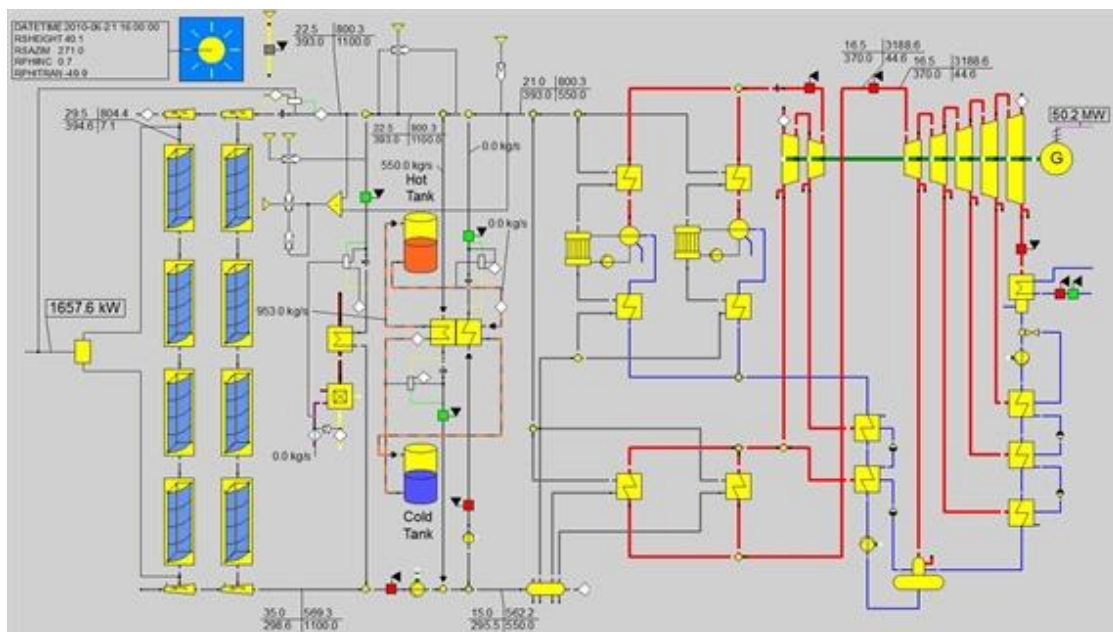 DATETIME 2010-06-21 16:00:00
RSHEIGHT 40.1
RSAZIM 271.0
RPHIINC 0.7
RPHITRAN -49.9
22.5 800.3
393.0 1100.0
16.5 3188.6
370.0 44.6
16.5 3188.6
370.0 44.6
21.0 800.3
393.0 550.0
50.2 MW
29.5 804.4
394.6 7.1
22.5 800.3
393.0 1100.0
0.0 kg/s
550.0 kg/s
Hot
Tank
G
0.0 kg/s
1657.6 kW
953.0 kg/s
0.0 kg/s
Cold
Tank
35.0 569.3
298.6 1100.0
15.0 562.2
295.5 550.0